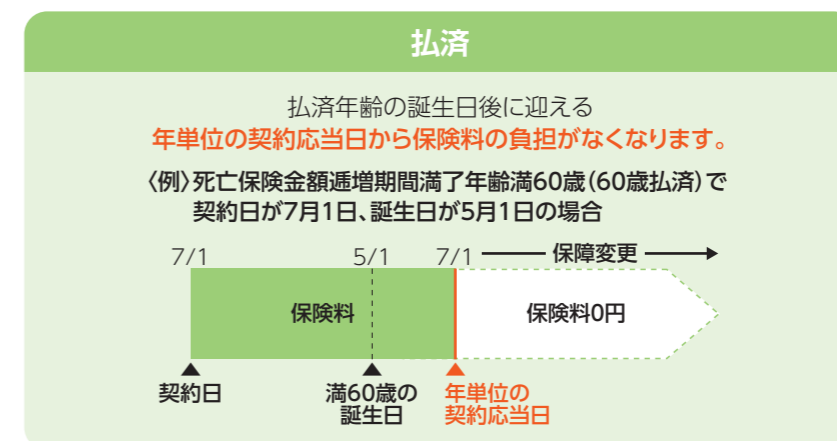 払済
払済年齢の誕生日後に迎える
年単位の契約応当日から保険料の負担がなくなります。
〈例〉死亡保険金額逓増期間満了年齢満60歳(60歳払済)で
契約日が7月1日、誕生日が5月1日の場合
7/1 5/1 7/1 保障変更
保険料 保険料0円
契約日 満60歳の 年単位の
誕生日 契約応当日